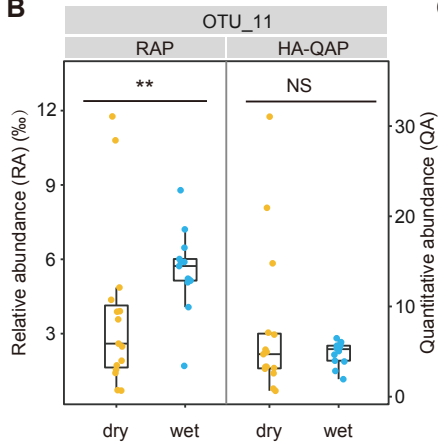 B
OTU_11
RAP HA-QAP
** NS
Relative abundance (RA) (‰)
12
9
6
3
Quantitative abundance (QA)
30
20
10
0
dry wet dry wet